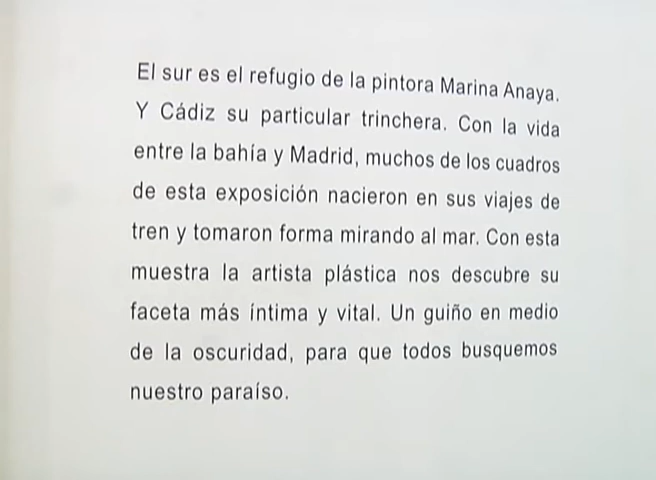 El sur es el refugio de la pintora Marina Anaya.
Y Cádiz su particular trinchera. Con la vida
entre la bahía y Madrid, muchos de los cuadros
de esta exposición nacieron en sus viajes de
tren y tomaron forma mirando al mar. Con esta
muestra la artista plástica nos descubre su
faceta más íntima y vital. Un guiño en medio
de la oscuridad, para que todos busquemos
nuestro paraíso.